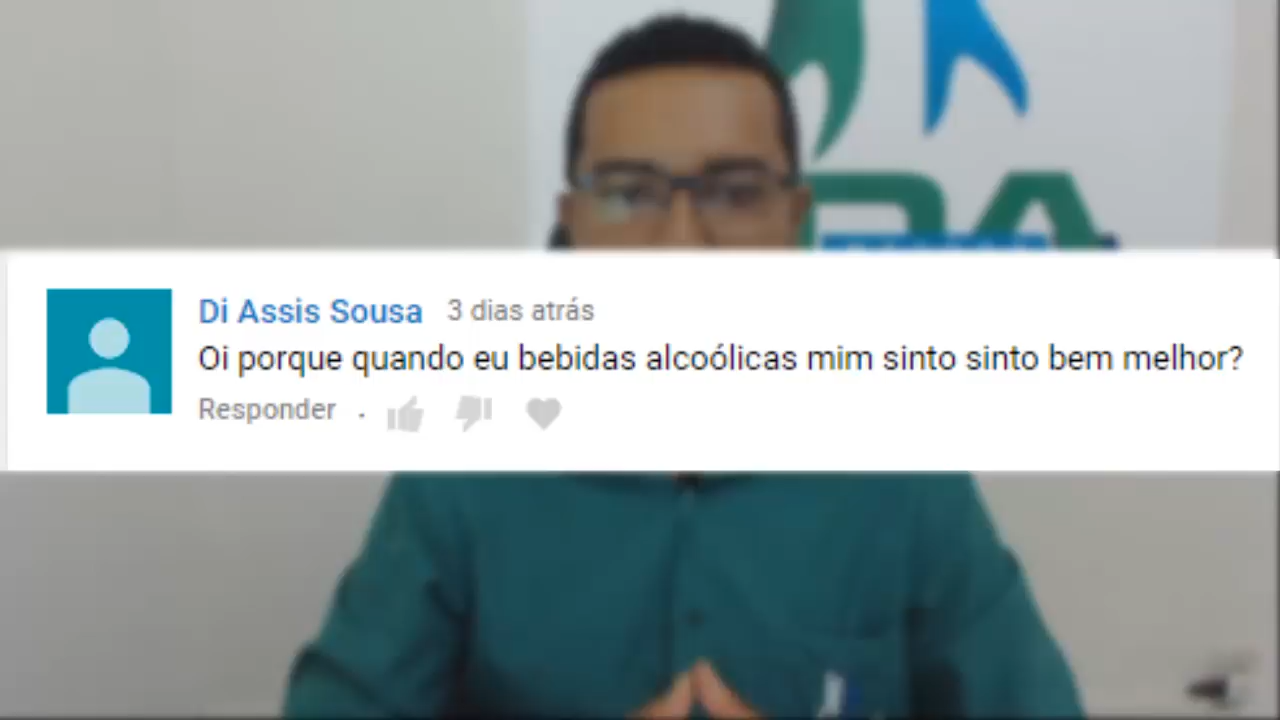 Di Assis Sousa 3 dias atrás
Oi porque quando eu bebidas alcoólicas mim sinto sinto bem melhor?
Responder .